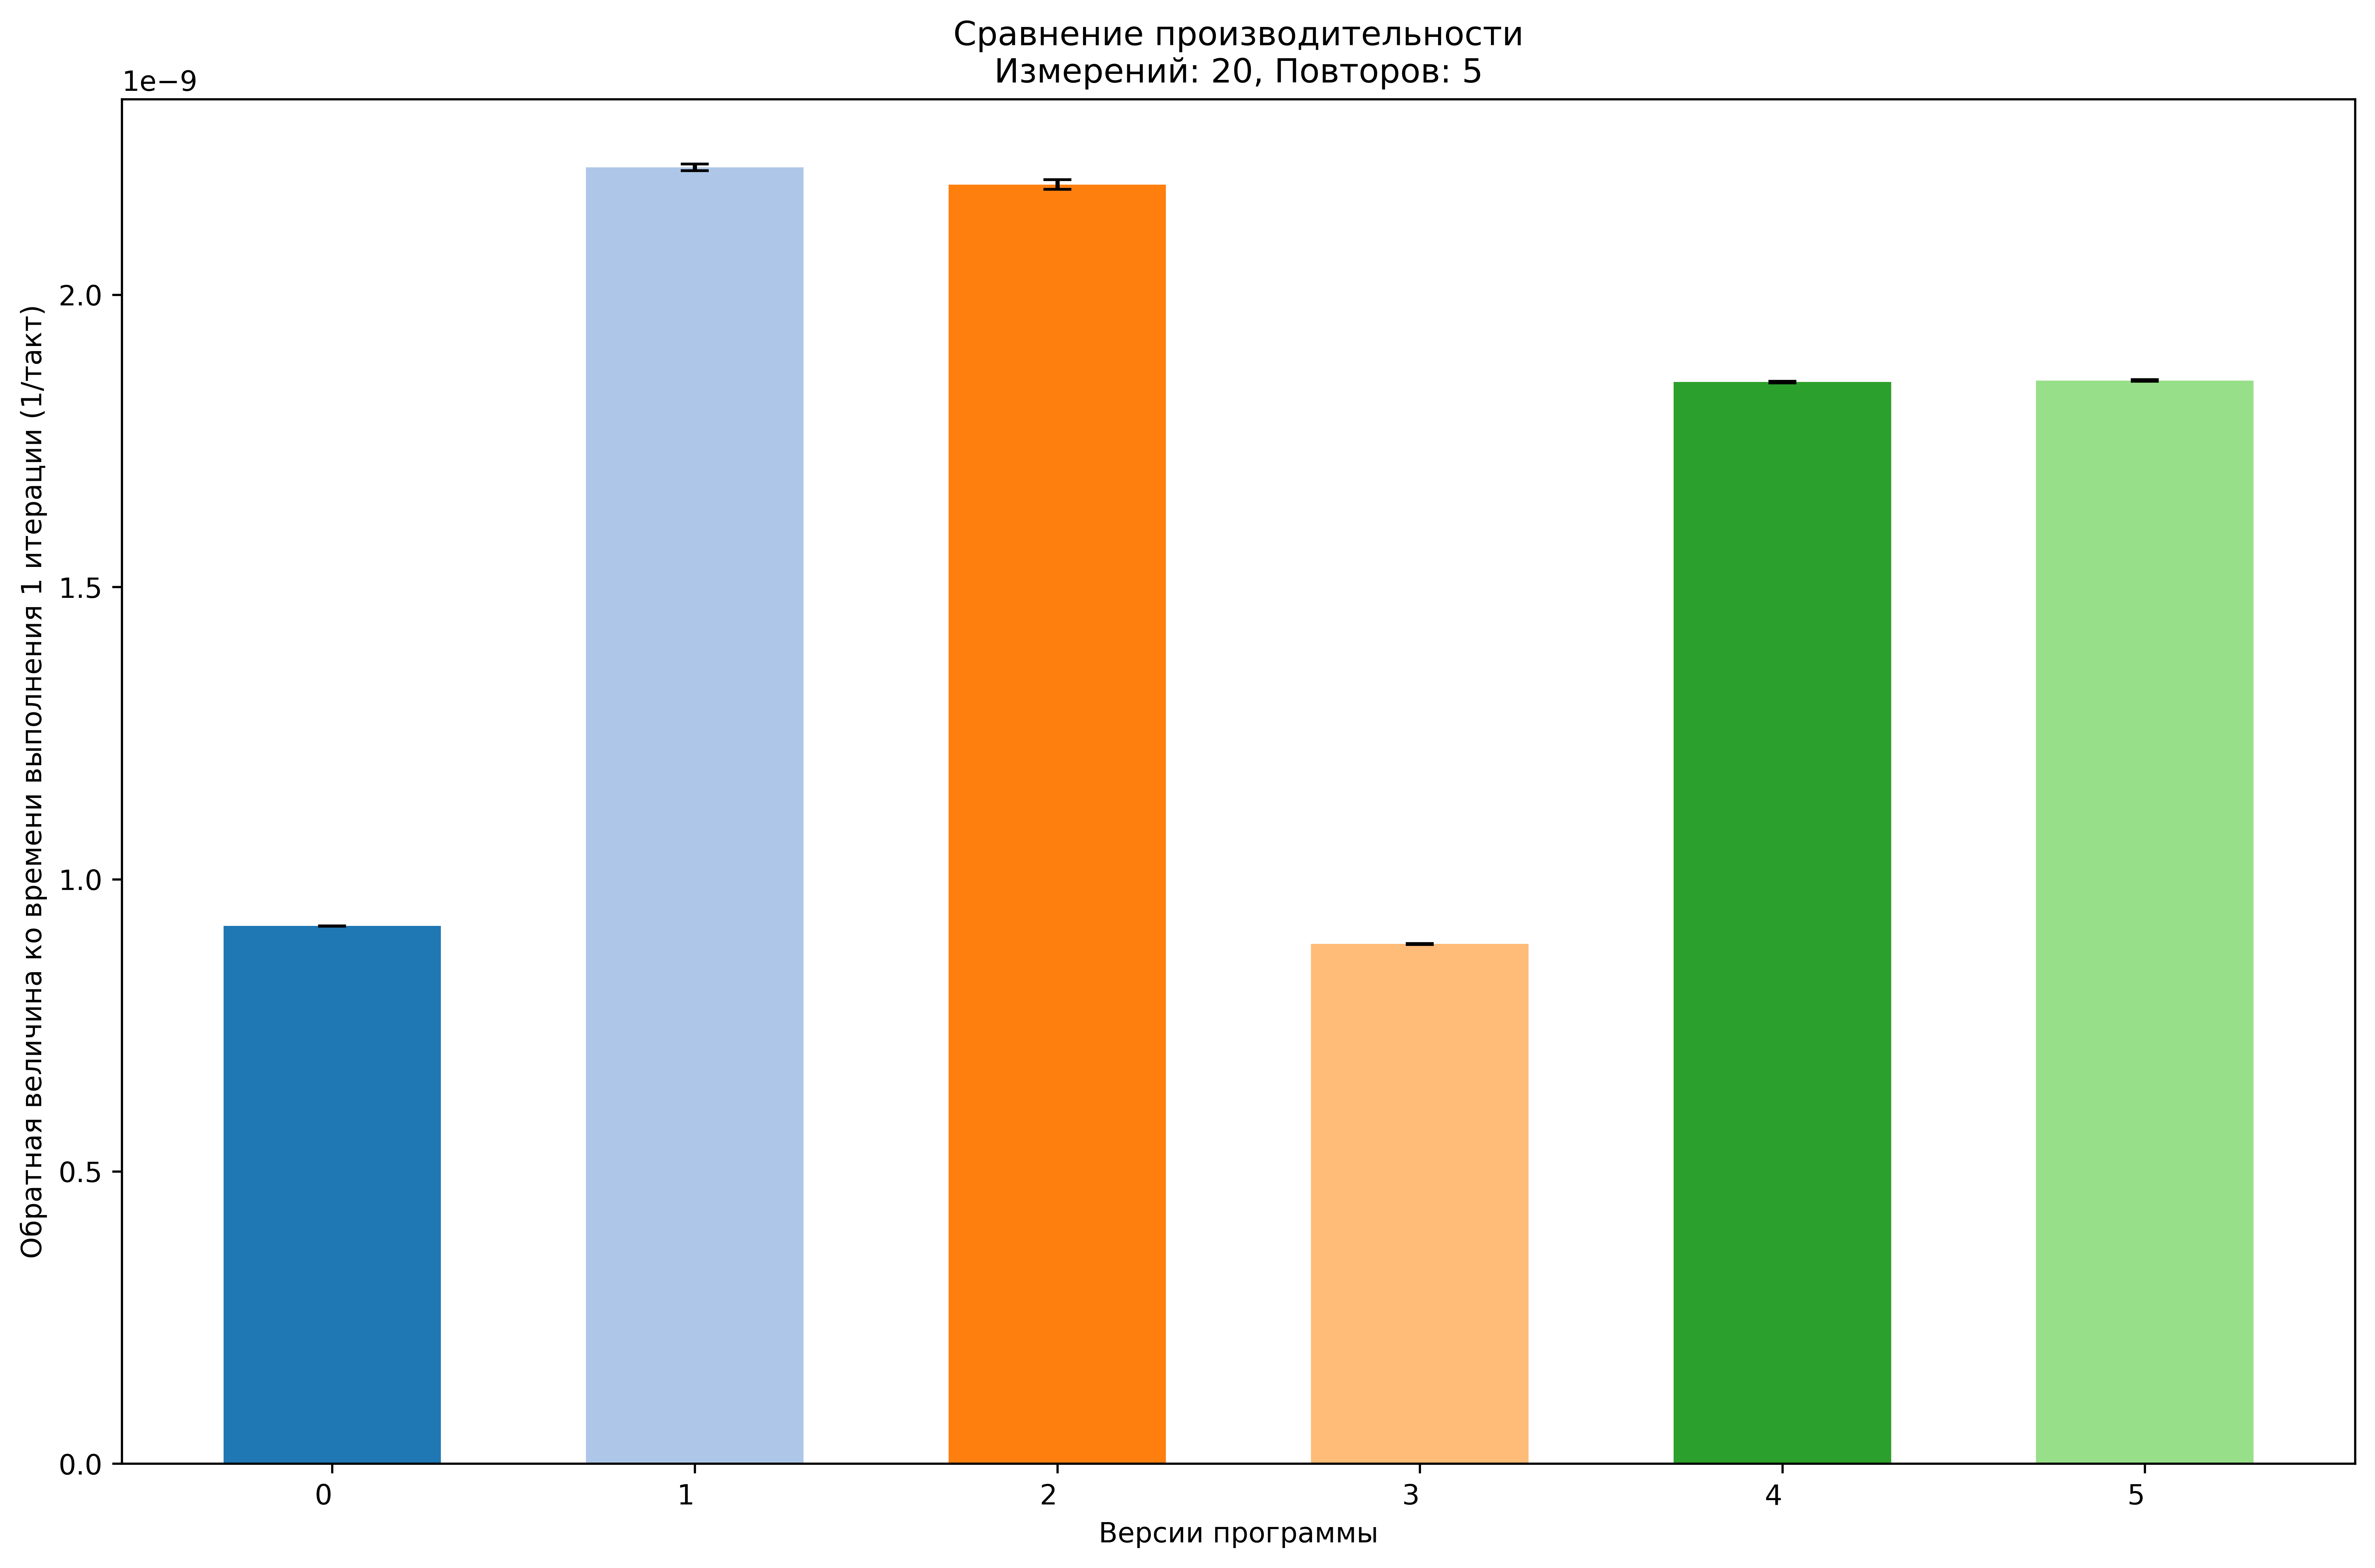 Сравнение производительности
Измерений: 20, Повторов: 5
1e−9
2.0
1.5
1.0
0.5
0.0
Обратная величина ко времени выполнения 1 итерации (1/такт)
0
1
2
3
4
5
Версии программы